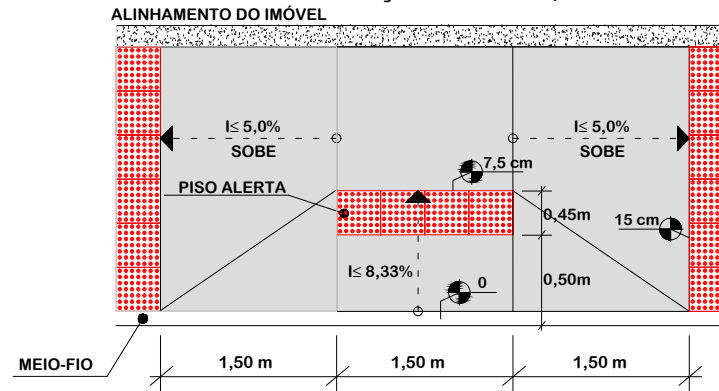 ALINHAMENTO DO IMÓVEL
I≤ 5,0%
SOBE
I≤ 5,0%
SOBE
7,5 cm
PISO ALERTA
0,45m
15 cm
I≤ 8,33%
0
0,50m
MEIO-FIO
1,50 m
1,50 m
1,50 m